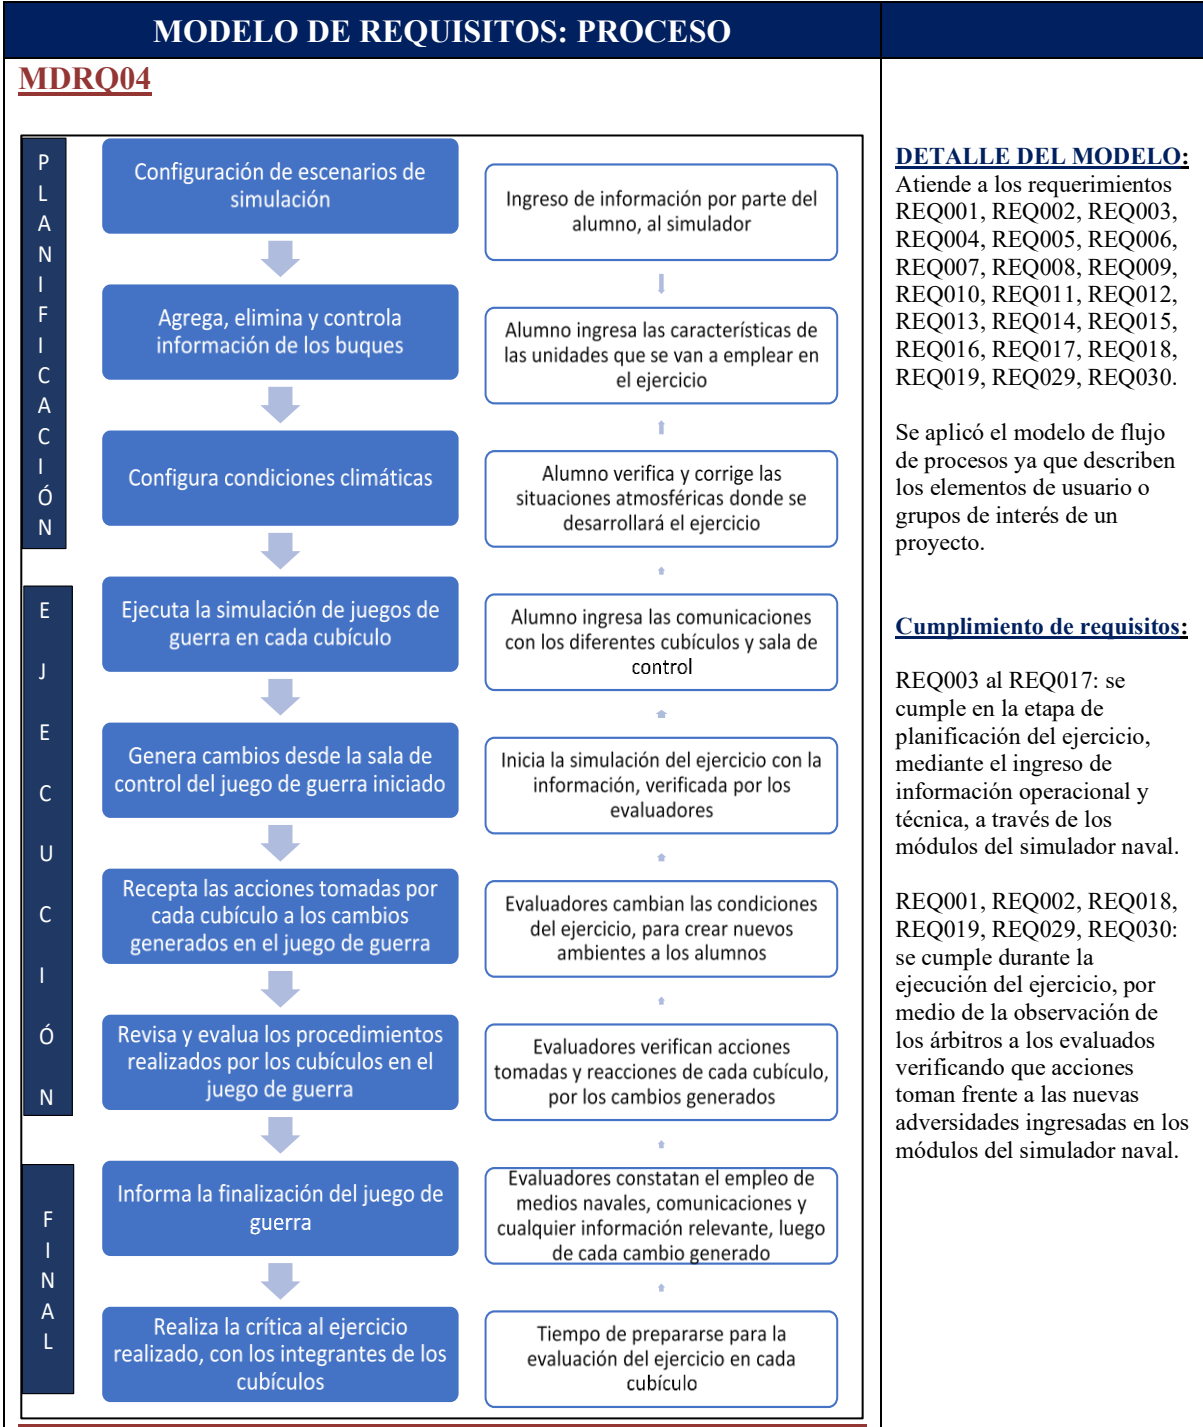 MODELO DE REQUISITOS: PROCESO
MDRQ04
PLANIFICACIÓN
Configuración de escenarios de
simulación
Agrega, elimina y controla
información de los buques
Configura condiciones climáticas
EJECUCIÓN
Ejecuta la simulación de juegos de
guerra en cada cubículo
Genera cambios desde la sala de
control del juego de guerra iniciado
Recepta las acciones tomadas por
cada cubículo a los cambios
generados en el juego de guerra
Revisa y evalua los procedimientos
realizados por los cubículos en el
juego de guerra
FINAL
Informa la finalización del juego de
guerra
Realiza la crítica al ejercicio
realizado, con los integrantes de los
cubículos
Ingreso de información por parte del
alumno, al simulador
Alumno ingresa las características de
las unidades que se van a emplear en
el ejercicio
Alumno verifica y corrige las
situaciones atmosféricas donde se
desarrollará el ejercicio
Alumno ingresa las comunicaciones
con los diferentes cubículos y sala de
control
Inicia la simulación del ejercicio con la
información, verificada por los
evaluadores
Evaluadores cambian las condiciones
del ejercicio, para crear nuevos
ambientes a los alumnos
Evaluadores verifican acciones
tomadas y reacciones de cada cubículo,
por los cambios generados
Evaluadores constatan el empleo de
medios navales, comunicaciones y
cualquier información relevante, luego
de cada cambio generado
Tiempo de prepararse para la
evaluación del ejercicio en cada
cubículo
DETALLE DEL MODELO:
Atiende a los requerimientos
REQ001, REQ002, REQ003,
REQ004, REQ005, REQ006,
REQ007, REQ008, REQ009,
REQ010, REQ011, REQ012,
REQ013, REQ014, REQ015,
REQ016, REQ017, REQ018,
REQ019, REQ029, REQ030.
Se aplicó el modelo de flujo
de procesos ya que describen
los elementos de usuario o
grupos de interés de un
proyecto.
Cumplimiento de requisitos:
REQ003 al REQ017: se
cumple en la etapa de
planificación del ejercicio,
mediante el ingreso de
información operacional y
técnica, a través de los
módulos del simulador naval.
REQ001, REQ002, REQ018,
REQ019, REQ029, REQ030:
se cumple durante la
ejecución del ejercicio, por
medio de la observación de
los árbitros a los evaluados
verificando que acciones
toman frente a las nuevas
adversidades ingresadas en los
módulos del simulador naval.